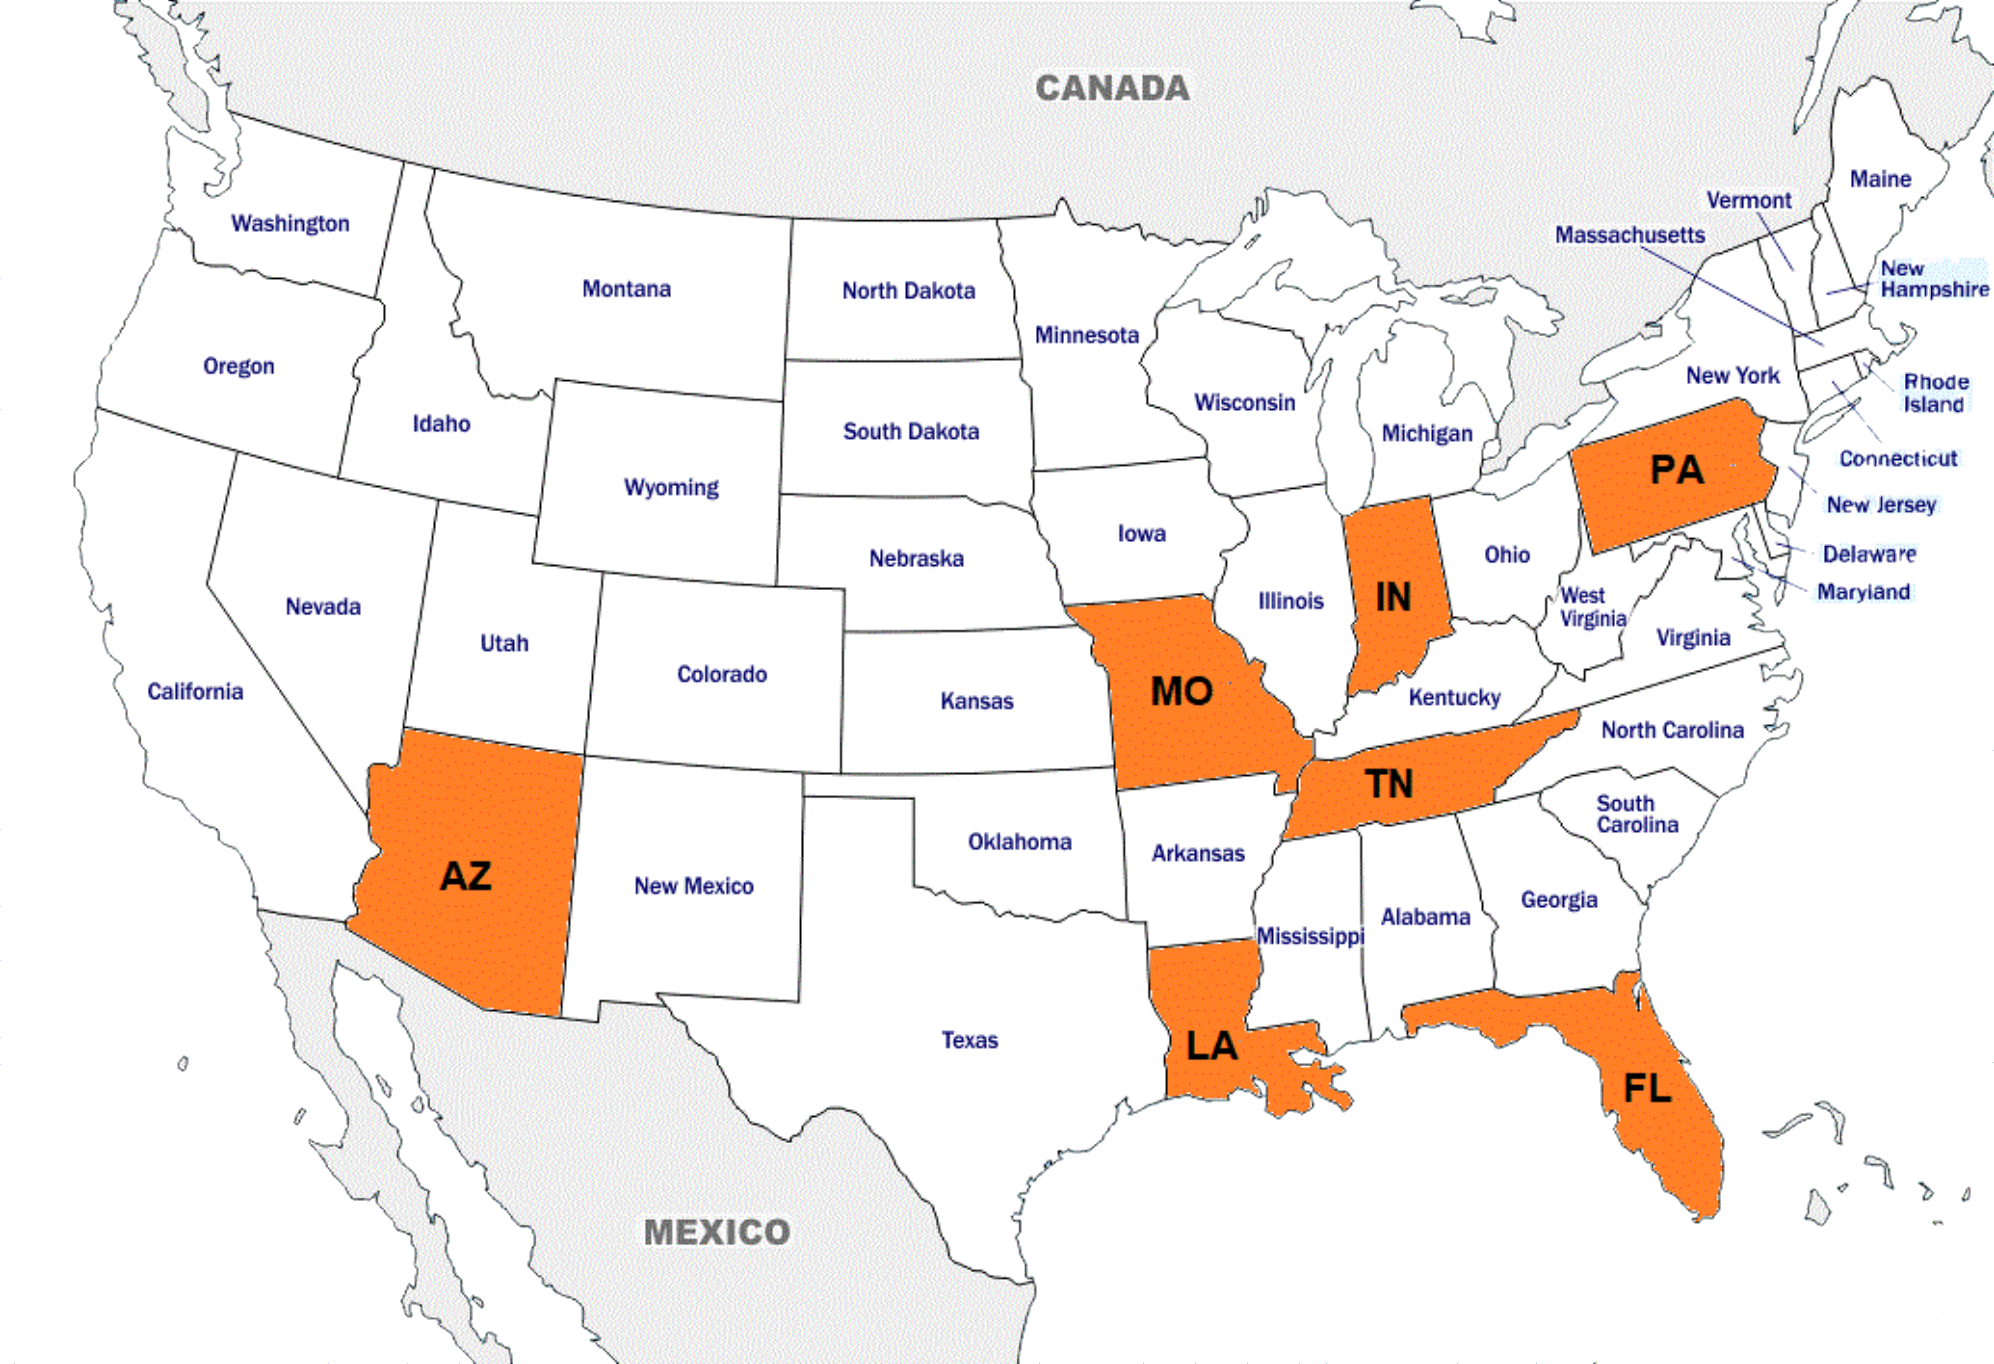 CANADA
Maine
Vermont
Washington
Massachusetts
New
Hampshire
Montana
North Dakota
Minnesota
Oregon
New York
Rhode
Island
Wisconsin
Idaho
South Dakota
Michigan
Connecticut
PA
Wyoming
New Jersey
Iowa
Ohio
Delaware
Nebraska
Maryland
West
Virginia
IN
Illinois
Nevada
Virginia
Utah
Colorado
California
MO
Kansas
Kentucky
North Carolina
TN
South
Carolina
Oklahoma
Arkansas
AZ
New Mexico
Georgia
Alabama
Mississippi
Texas
LA
FL
MEXICO